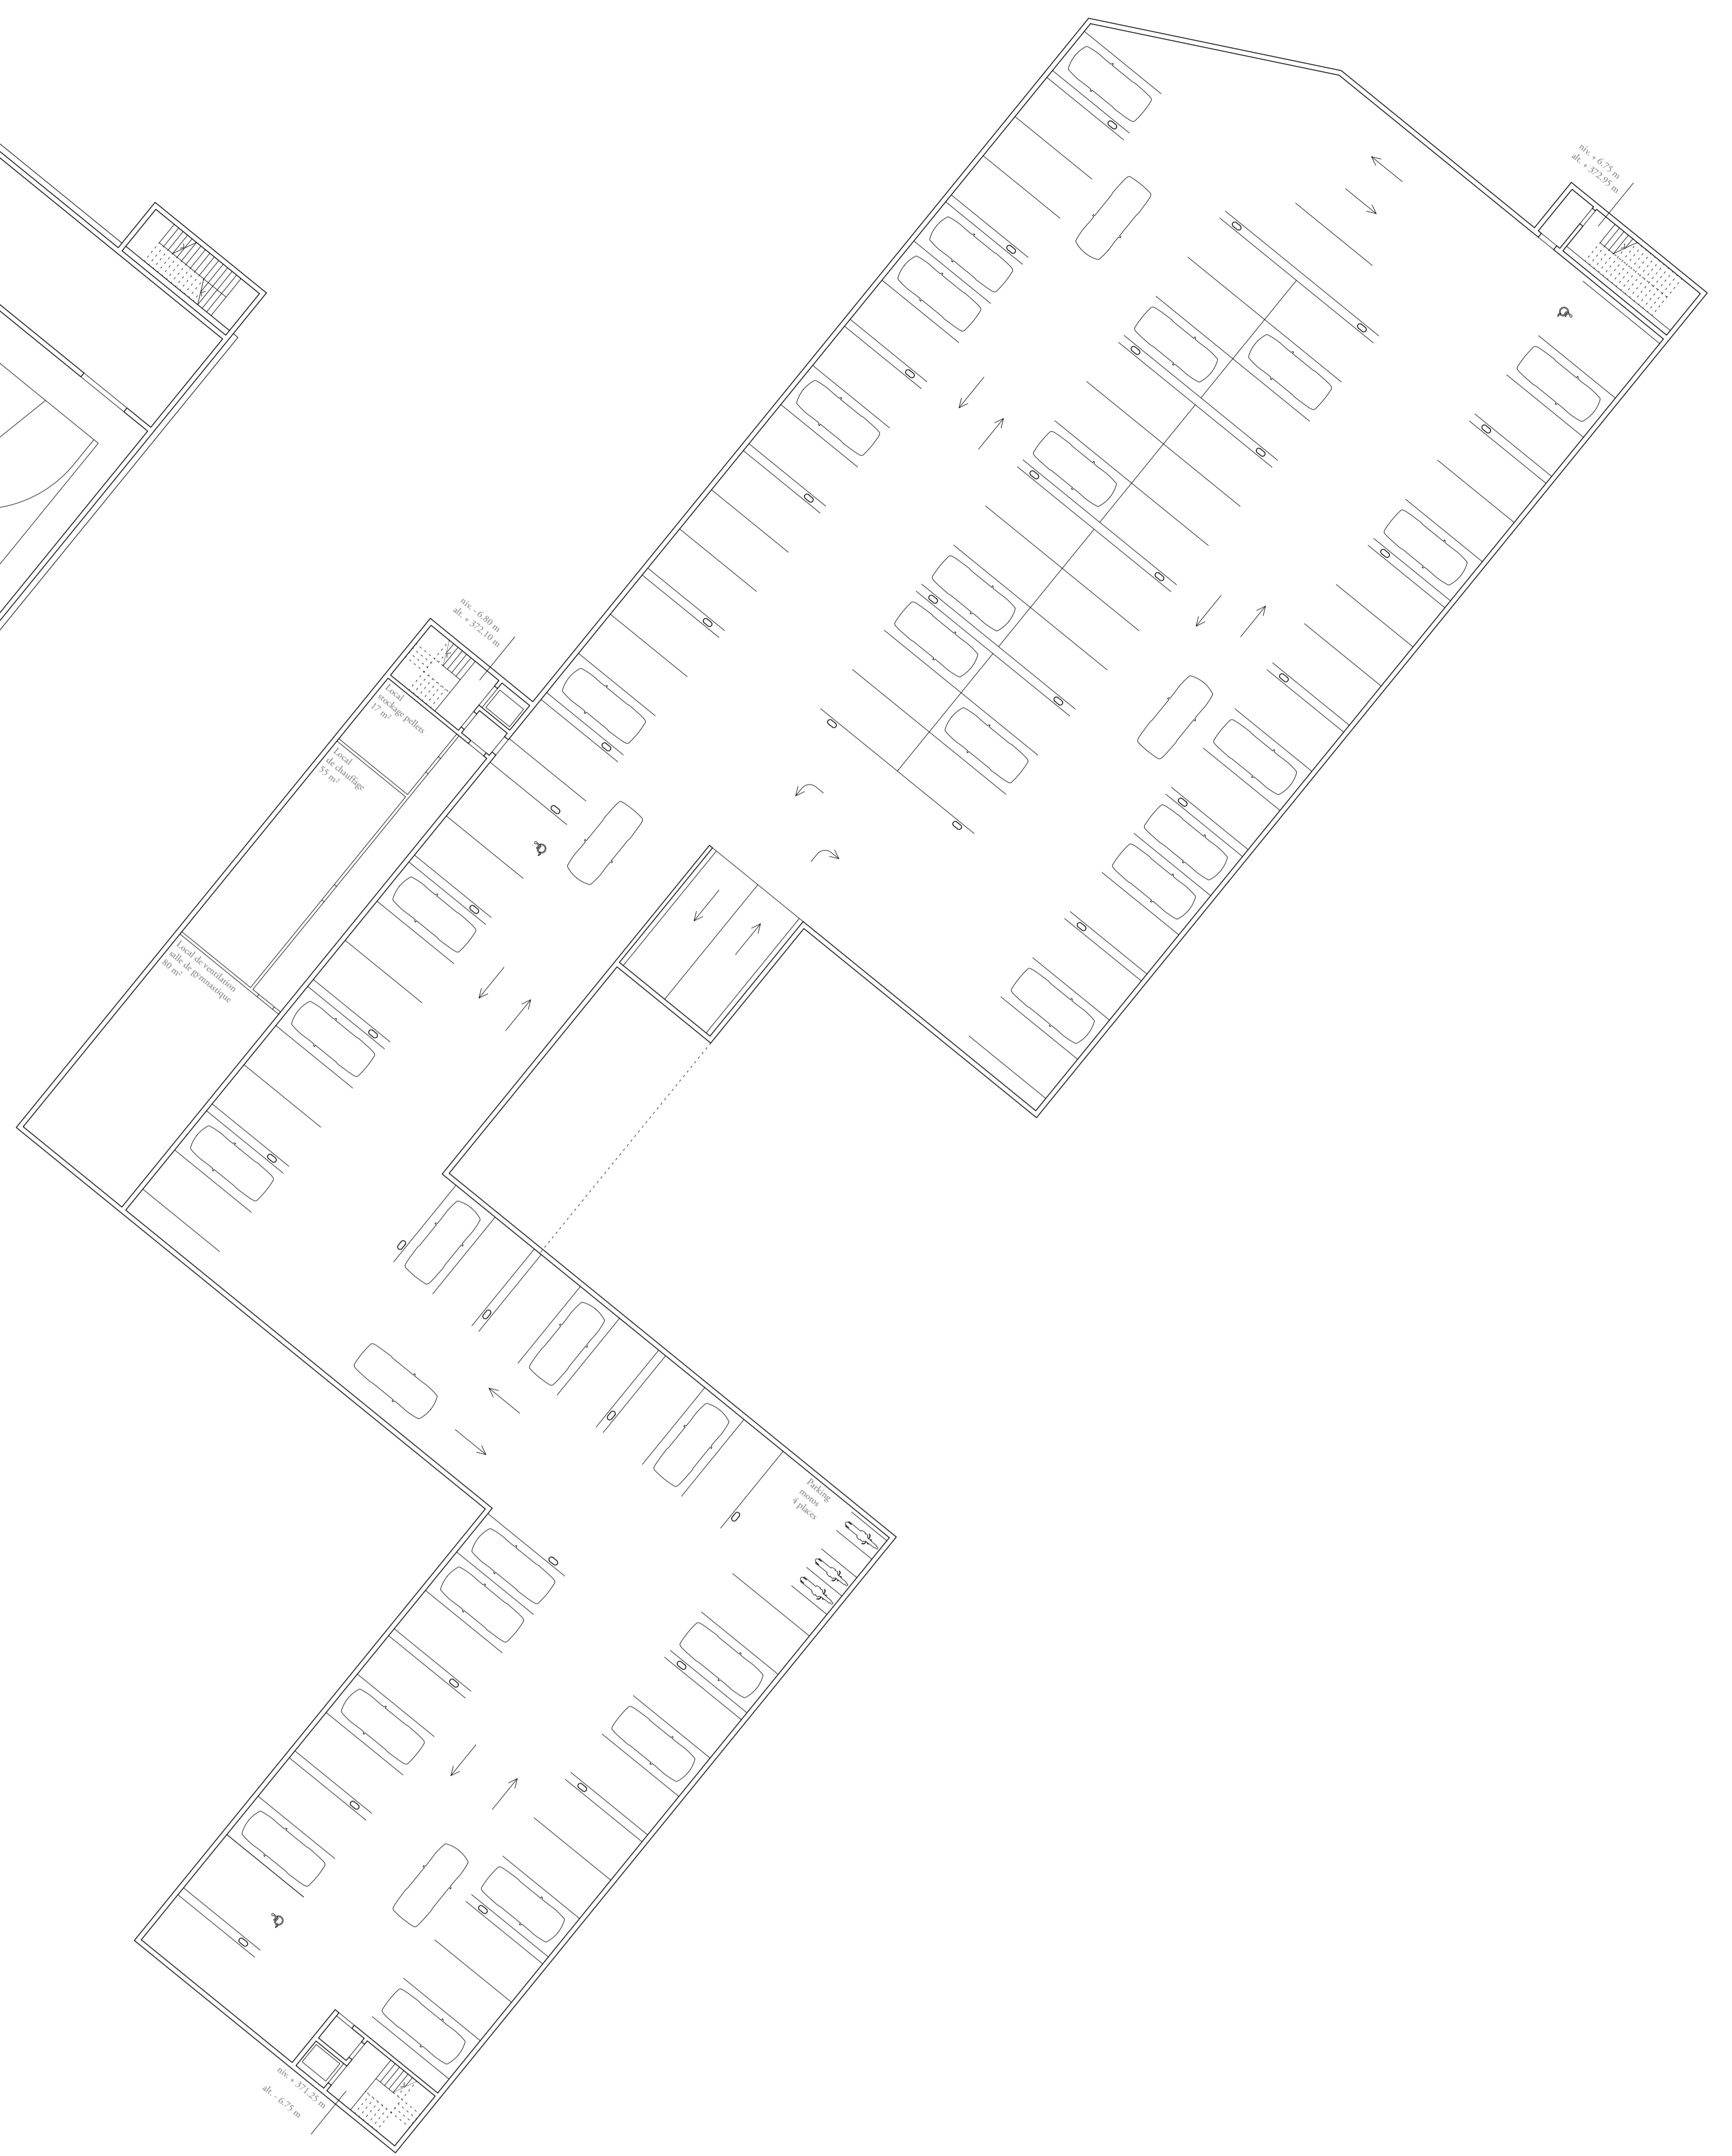 niv. + 6.75 m
alt. + 372.95 m
niv. - 6.80 m
alt. + 372.10 m
Local
stockage pellets
17 m²
Local
de chauffage
55 m²
Local de ventilation
salle de gymnastique
80 m²
Parking
motos
4 places
niv. + 371.25 m
alt. - 6.75 m